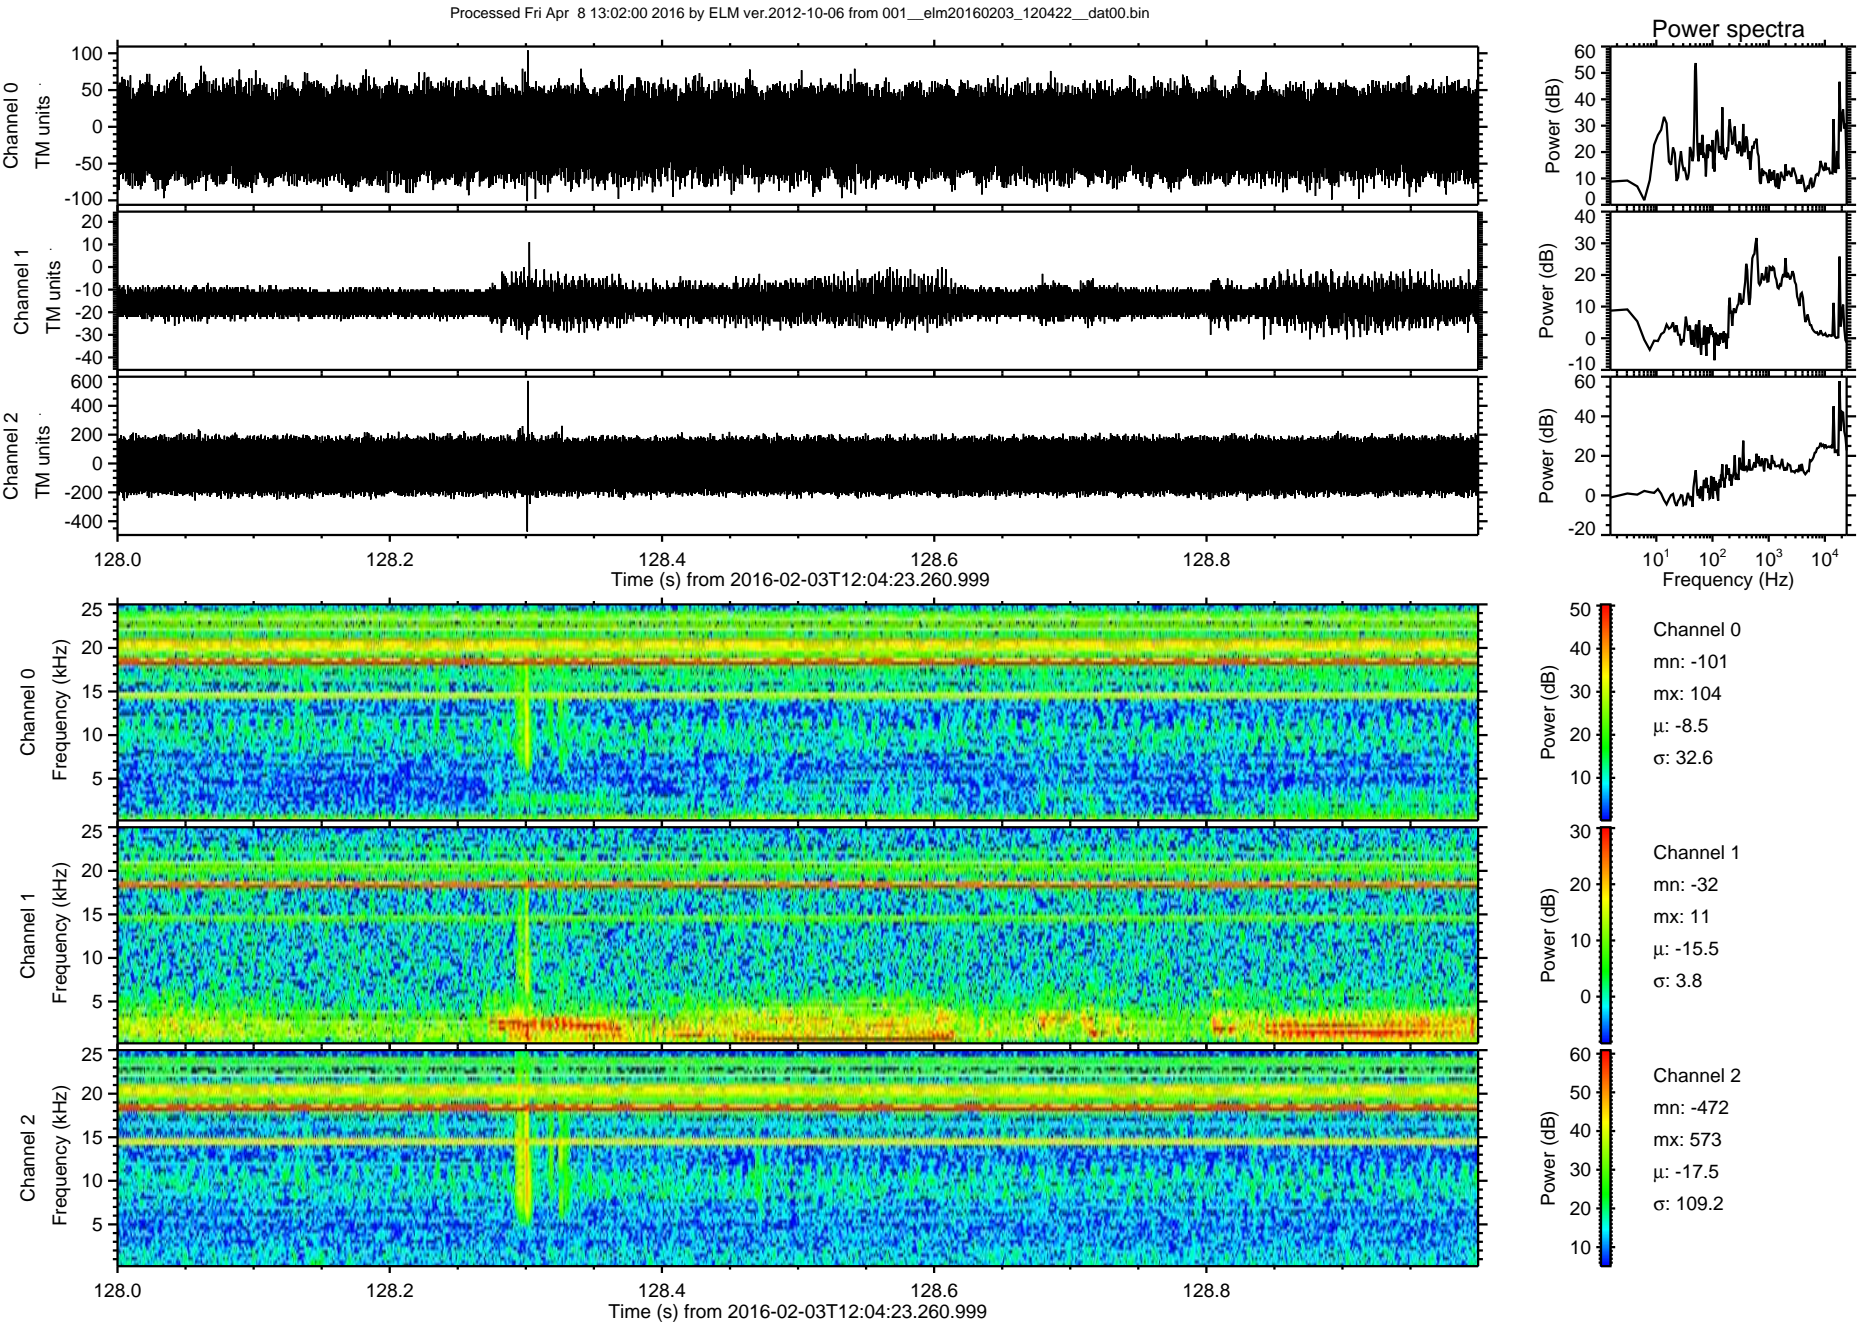 Processed Fri Apr  8 13:02:00 2016 by ELM ver.2012-10-06 from 001__elm20160203_120422__dat00.bin
Power spectra
Channel 0
TM units
100
50
0
-50
-100
Power (dB)
60
50
40
30
20
10
0
Channel 1
TM units
20
10
0
-10
-20
-30
-40
Power (dB)
40
30
20
10
0
-10
Channel 2
TM units
600
400
200
0
-200
-400
Power (dB)
60
40
20
0
-20
128.0 128.2 128.4 128.6 128.8
Time (s) from 2016-02-03T12:04:23.260.999
10¹ 10² 10³ 10⁴
Frequency (Hz)
Channel 0
Frequency (kHz)
25
20
15
10
5
Power (dB)
50
40
30
20
10
Channel 0
mn: -101
mx: 104
μ: -8.5
σ: 32.6
Channel 1
Frequency (kHz)
25
20
15
10
5
Power (dB)
30
20
10
0
Channel 1
mn: -32
mx: 11
μ: -15.5
σ: 3.8
Channel 2
Frequency (kHz)
25
20
15
10
5
Power (dB)
60
50
40
30
20
10
Channel 2
mn: -472
mx: 573
μ: -17.5
σ: 109.2
128.0 128.2 128.4 128.6 128.8
Time (s) from 2016-02-03T12:04:23.260.999